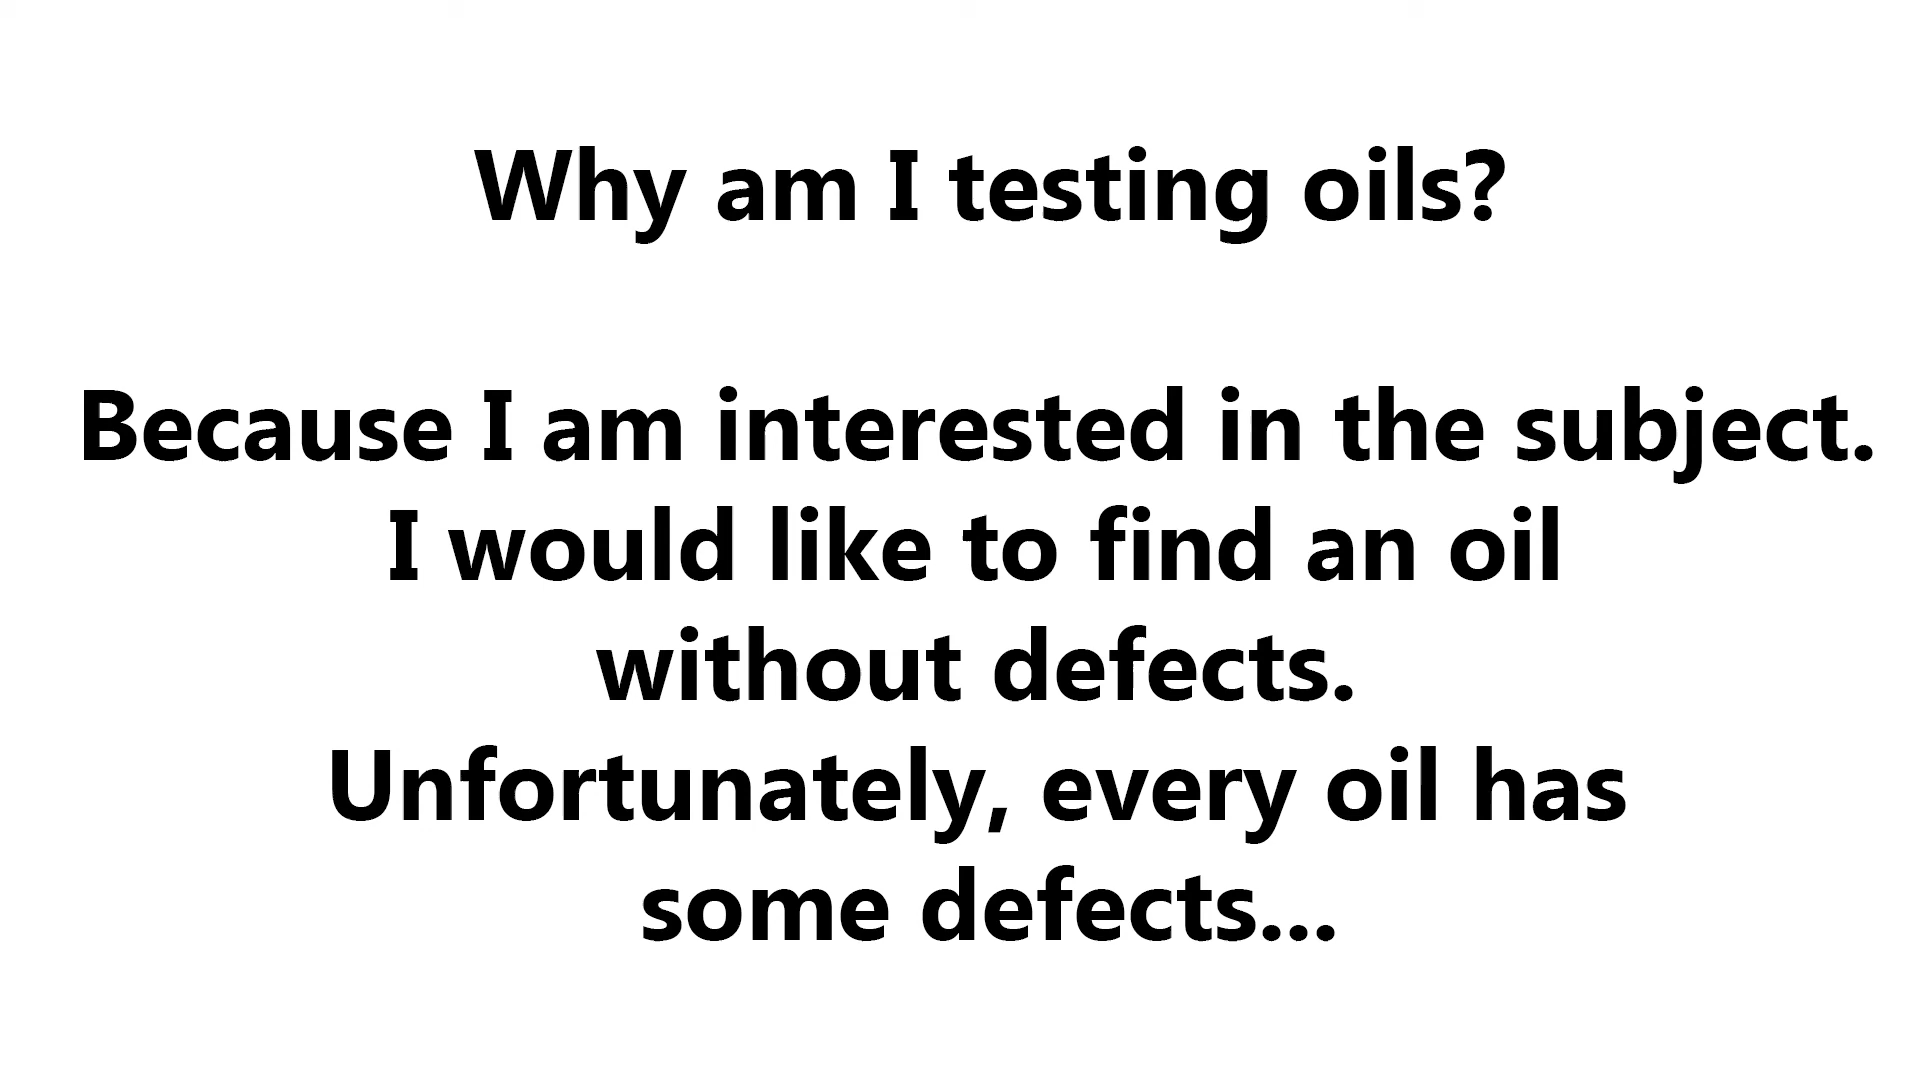 Why am I testing oils?
Because I am interested in the subject.
I would like to find an oil
without defects.
Unfortunately, every oil has
some defects...